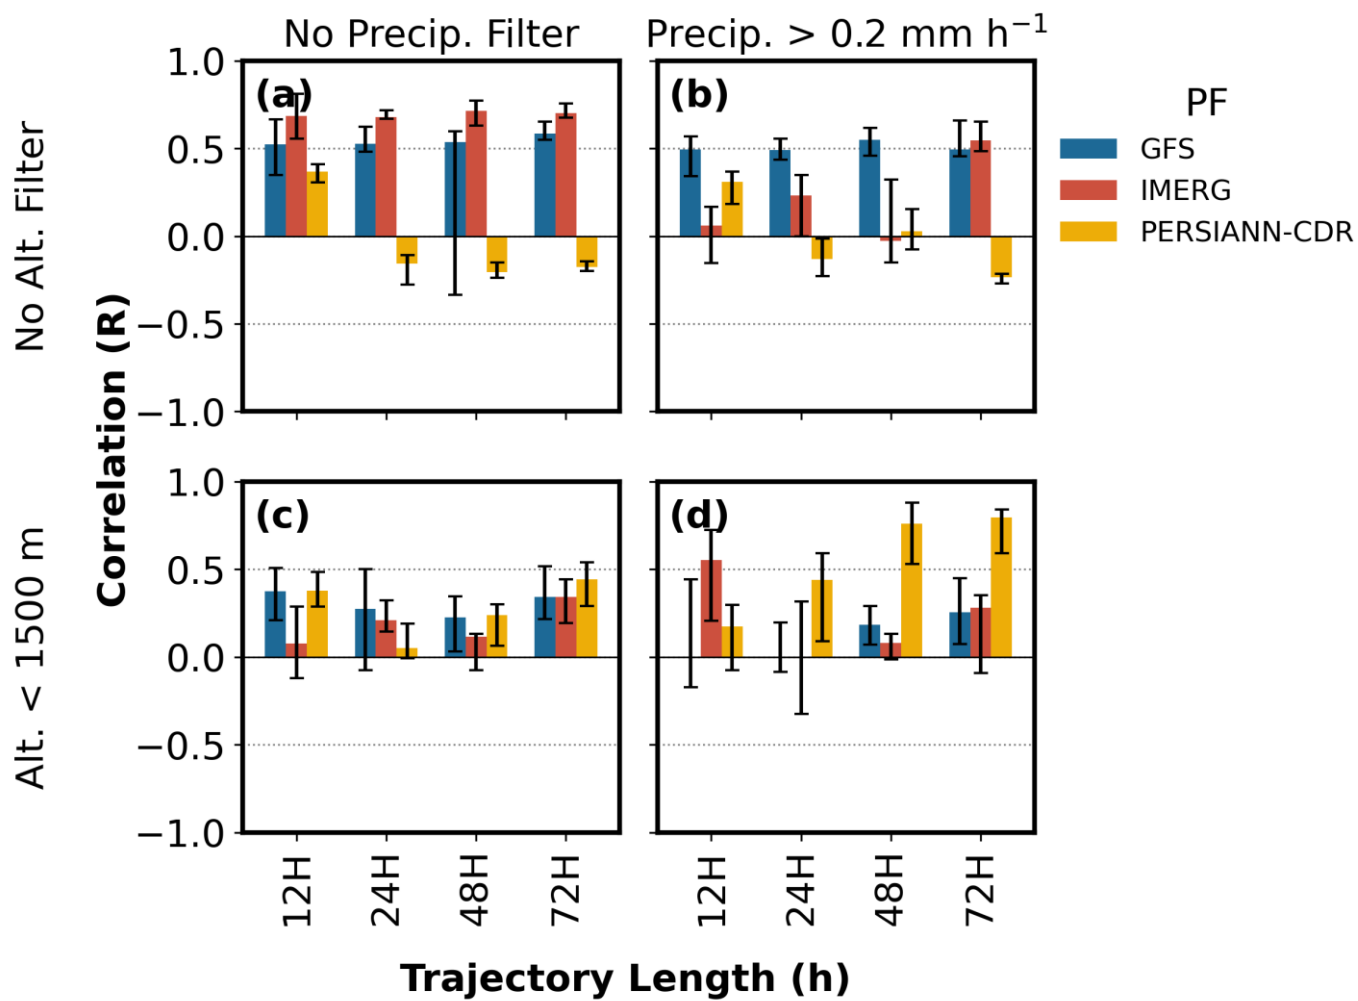 No Precip. Filter
Precip. > 0.2 mm h⁻¹
No Alt. Filter
Alt. < 1500 m
Correlation (R)
(a)
1.0
0.5
0.0
−0.5
−1.0
(b)
PF
GFS
IMERG
PERSIANN-CDR
(c)
1.0
0.5
0.0
−0.5
−1.0
(d)
12H
24H
48H
72H
12H
24H
48H
72H
Trajectory Length (h)